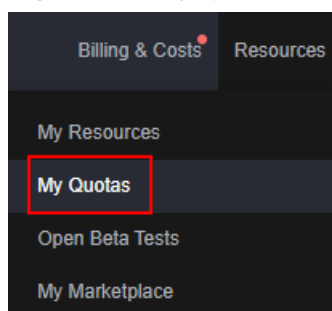 Billing & Costs Resources
My Resources
My Quotas
Open Beta Tests
My Marketplace